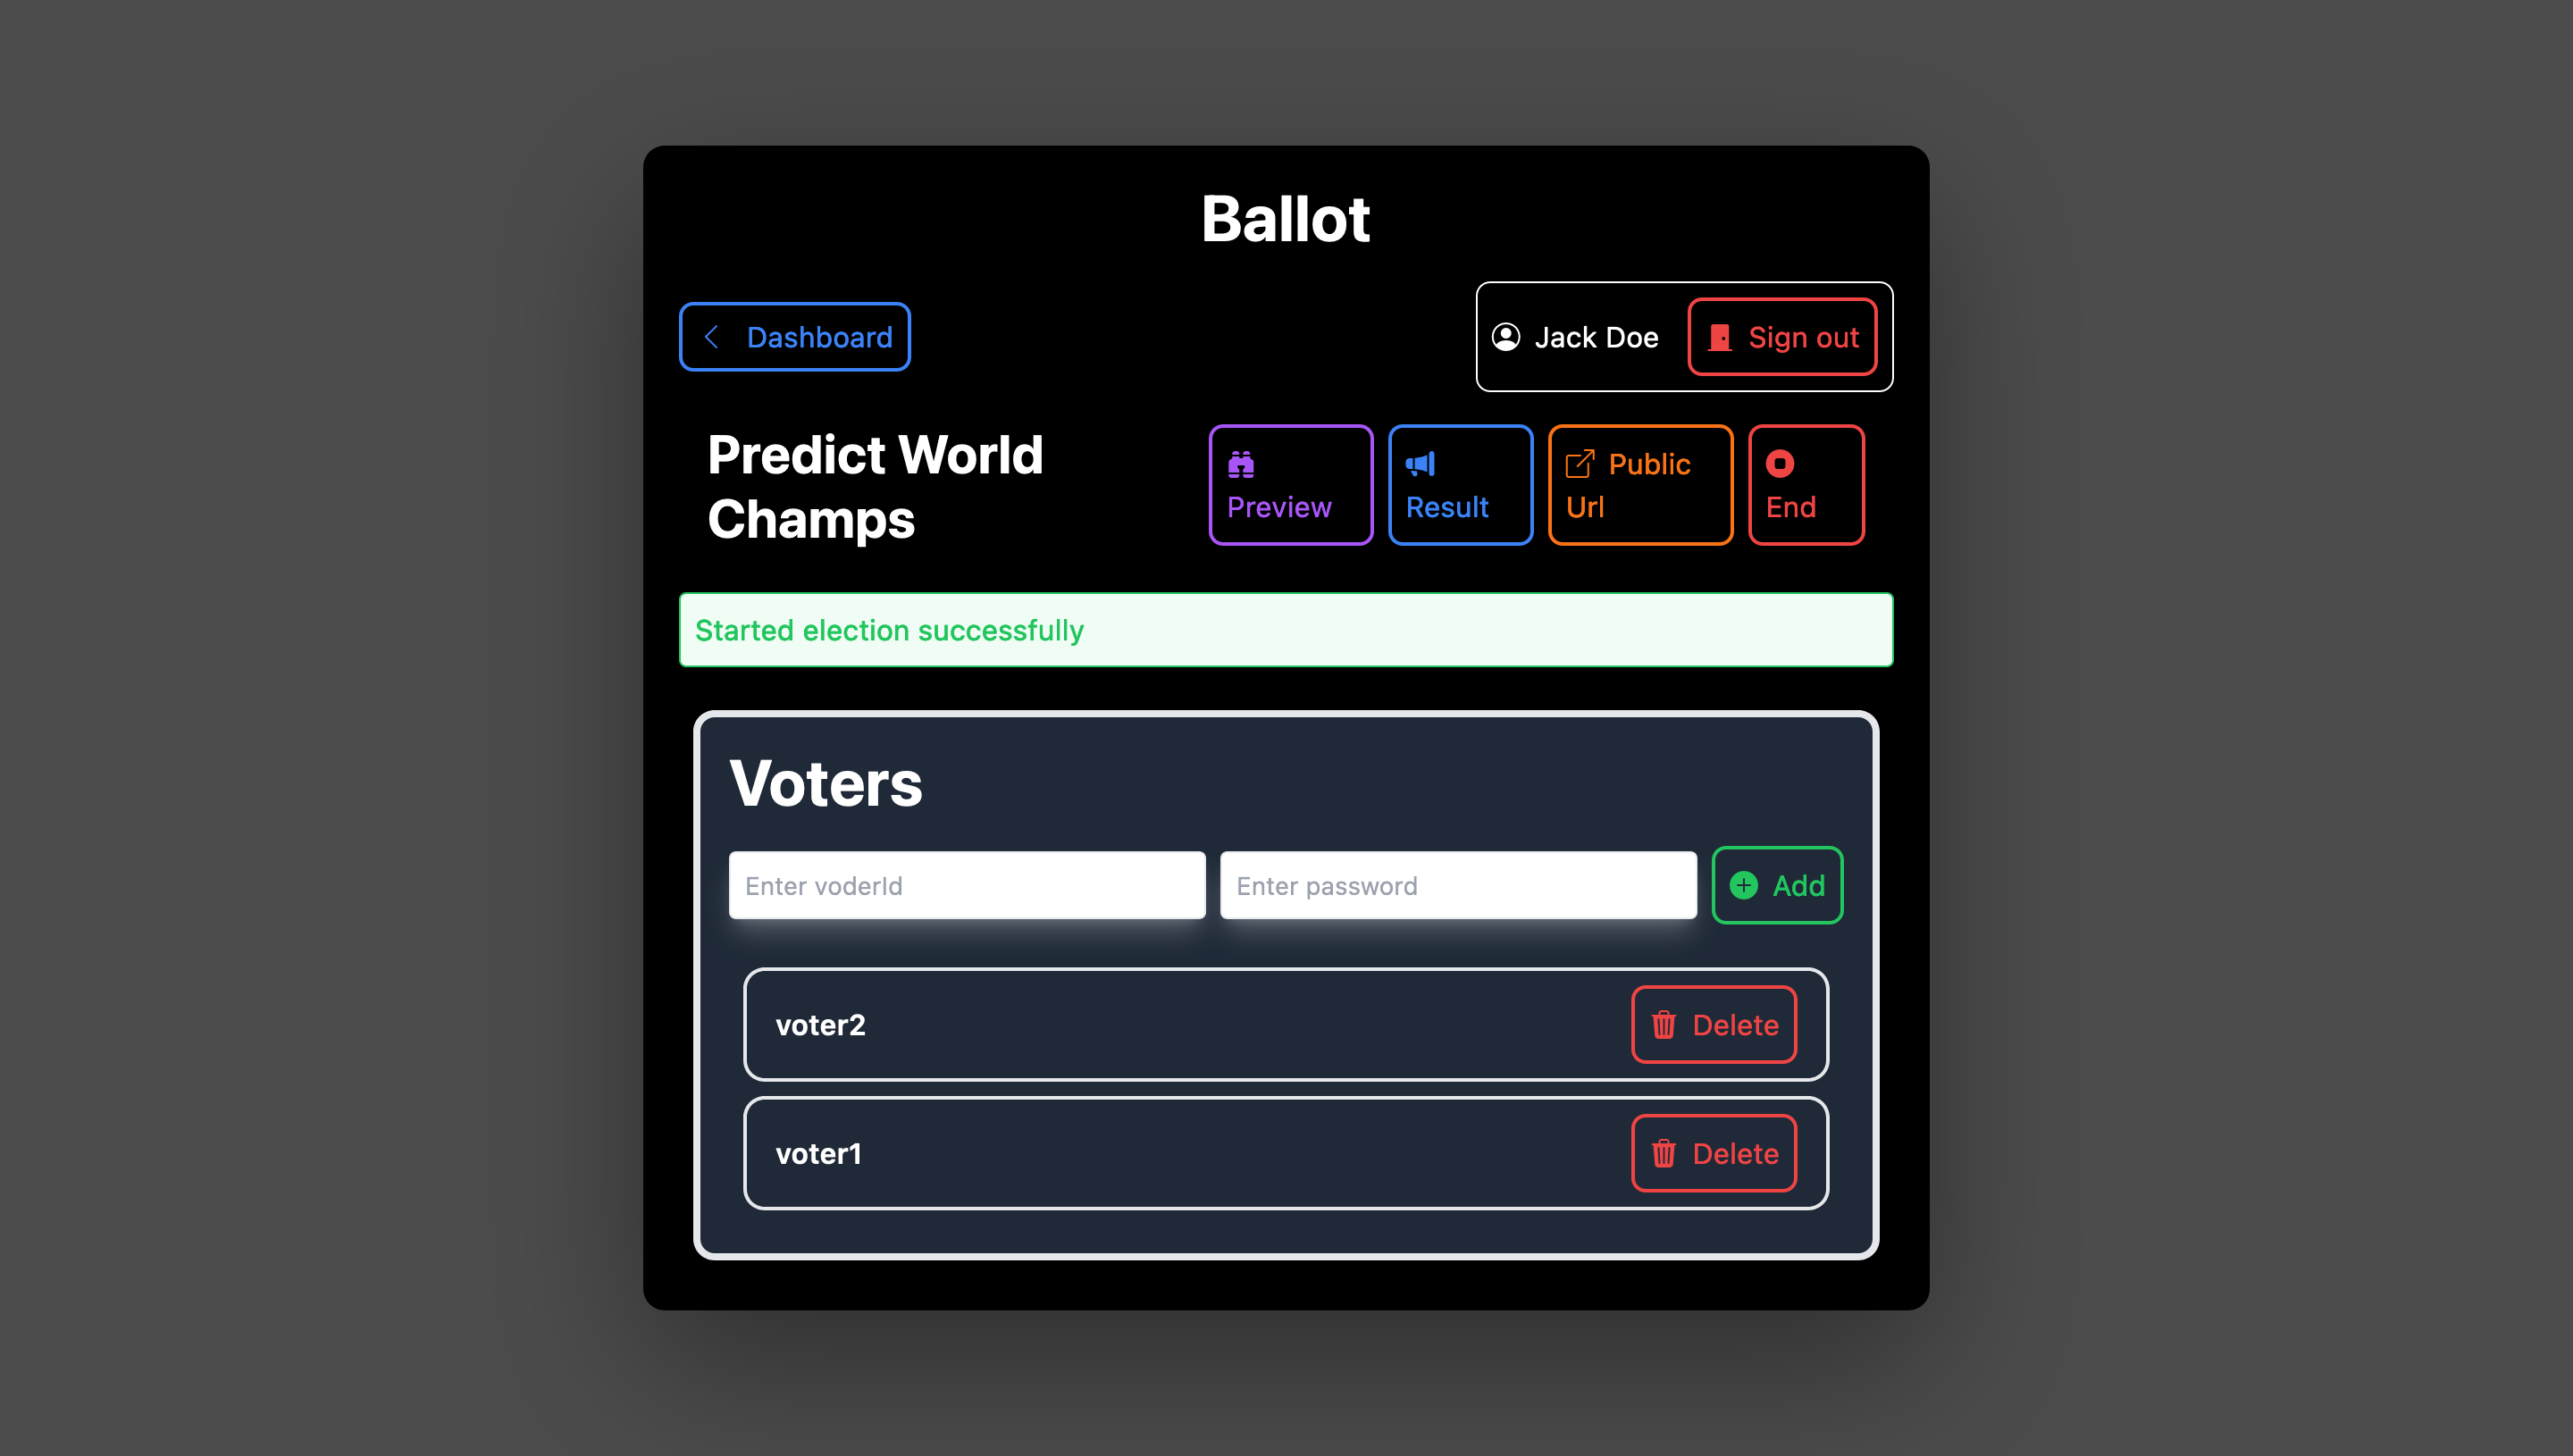 Ballot
Dashboard
Jack Doe
Sign out
Predict World
Champs
Preview
Result
Public
Url
End
Started election successfully
Voters
Enter voderId
Enter password
Add
voter2
Delete
voter1
Delete